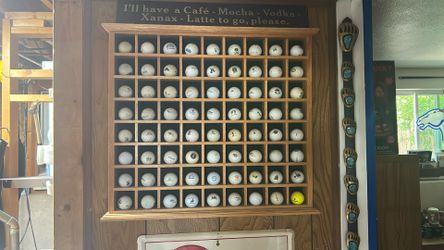 I'll have a Café - Mocha - Vodka -
Xanax - Latte to go, please.